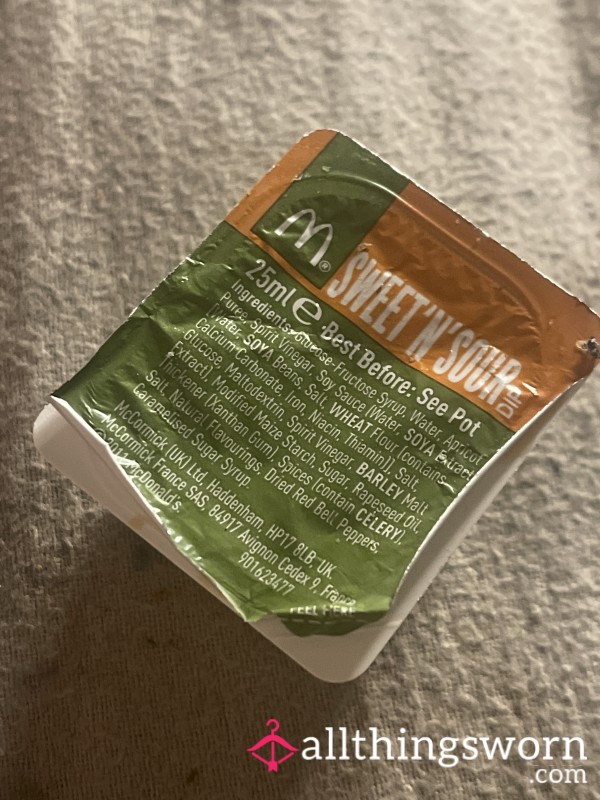 M®
SWEET'N'SOUR
DIP
25ml e Best Before: See Pot
Ingredients: Glucose-Fructose Syrup, Water, Apricot
Puree, Spirit Vinegar, Soy Sauce (Water, SOYA Extract
(Water, SOYA Beans, Salt, WHEAT Flour (contains
Calcium Carbonate, Iron, Niacin, Thiamin)), Salt,
Glucose, Maltodextrin, Spirit Vinegar, BARLEY Malt
Extract), Modified Maize Starch, Sugar, Rapeseed Oil,
Salt, Natural Flavourings, Dried Red Bell Peppers,
Thickener (Xanthan Gum), Spices (contain CELERY),
Caramelised Sugar Syrup.
McCormick (UK) Ltd, Haddenham, HP17 8LB, UK.
McCormick France SAS, 84917 Avignon Cedex 9, France
McDonald's. 901623477
PEEL HERE
allthingsworn
.com